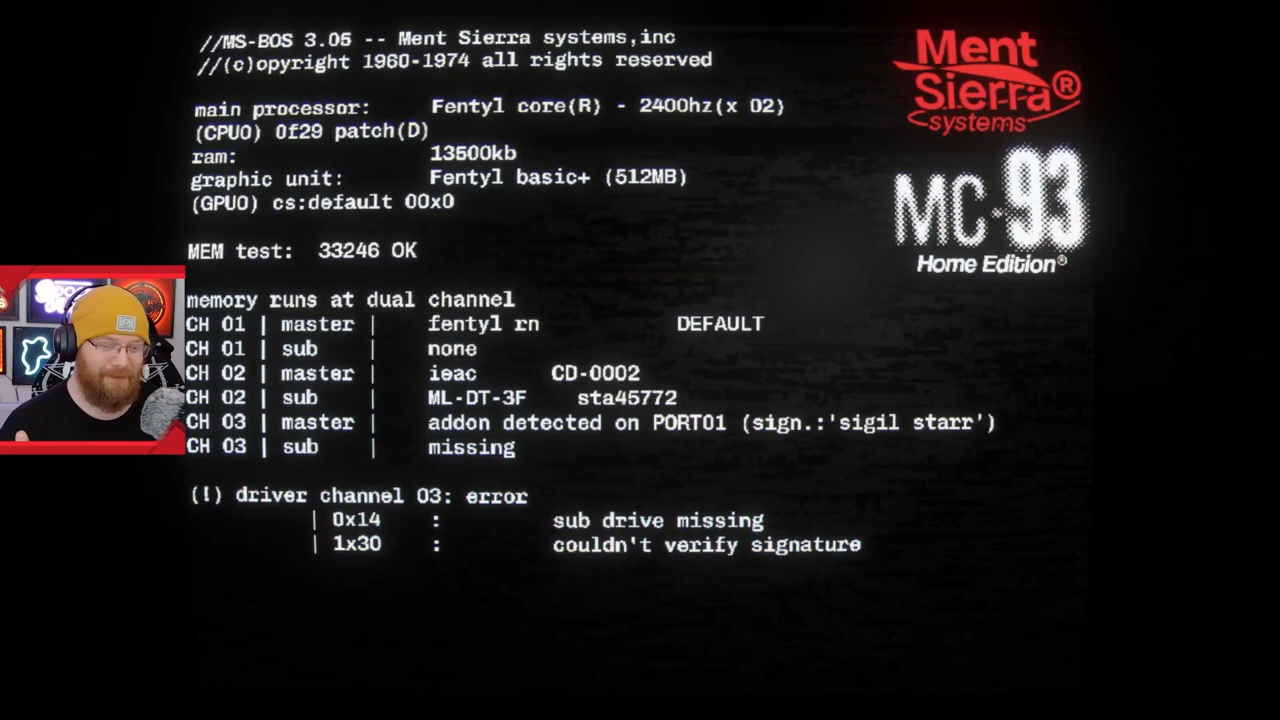 //MS-BOS 3.05 -- Ment Sierra systems,inc
//(c)opyright 1960-1974 all rights reserved
main processor: Fentyl core(R) - 2400hz(x 02)
(CPU0) 0f29 patch(D)
ram: 13500kb
graphic unit: Fentyl basic+ (512MB)
(GPU0) cs:default 00x0
MEM test: 33246 OK
memory runs at dual channel
CH 01 | master | fentyl rn DEFAULT
CH 01 | sub | none
CH 02 | master | ieac CD-0002
CH 02 | sub | ML-DT-3F sta45772
CH 03 | master | addon detected on PORT01 (sign.:'sigil starr')
CH 03 | sub | missing
(!) driver channel 03: error
| 0x14 : sub drive missing
| 1x30 : couldn't verify signature
Ment
Sierra®
systems
MC-93
Home Edition®